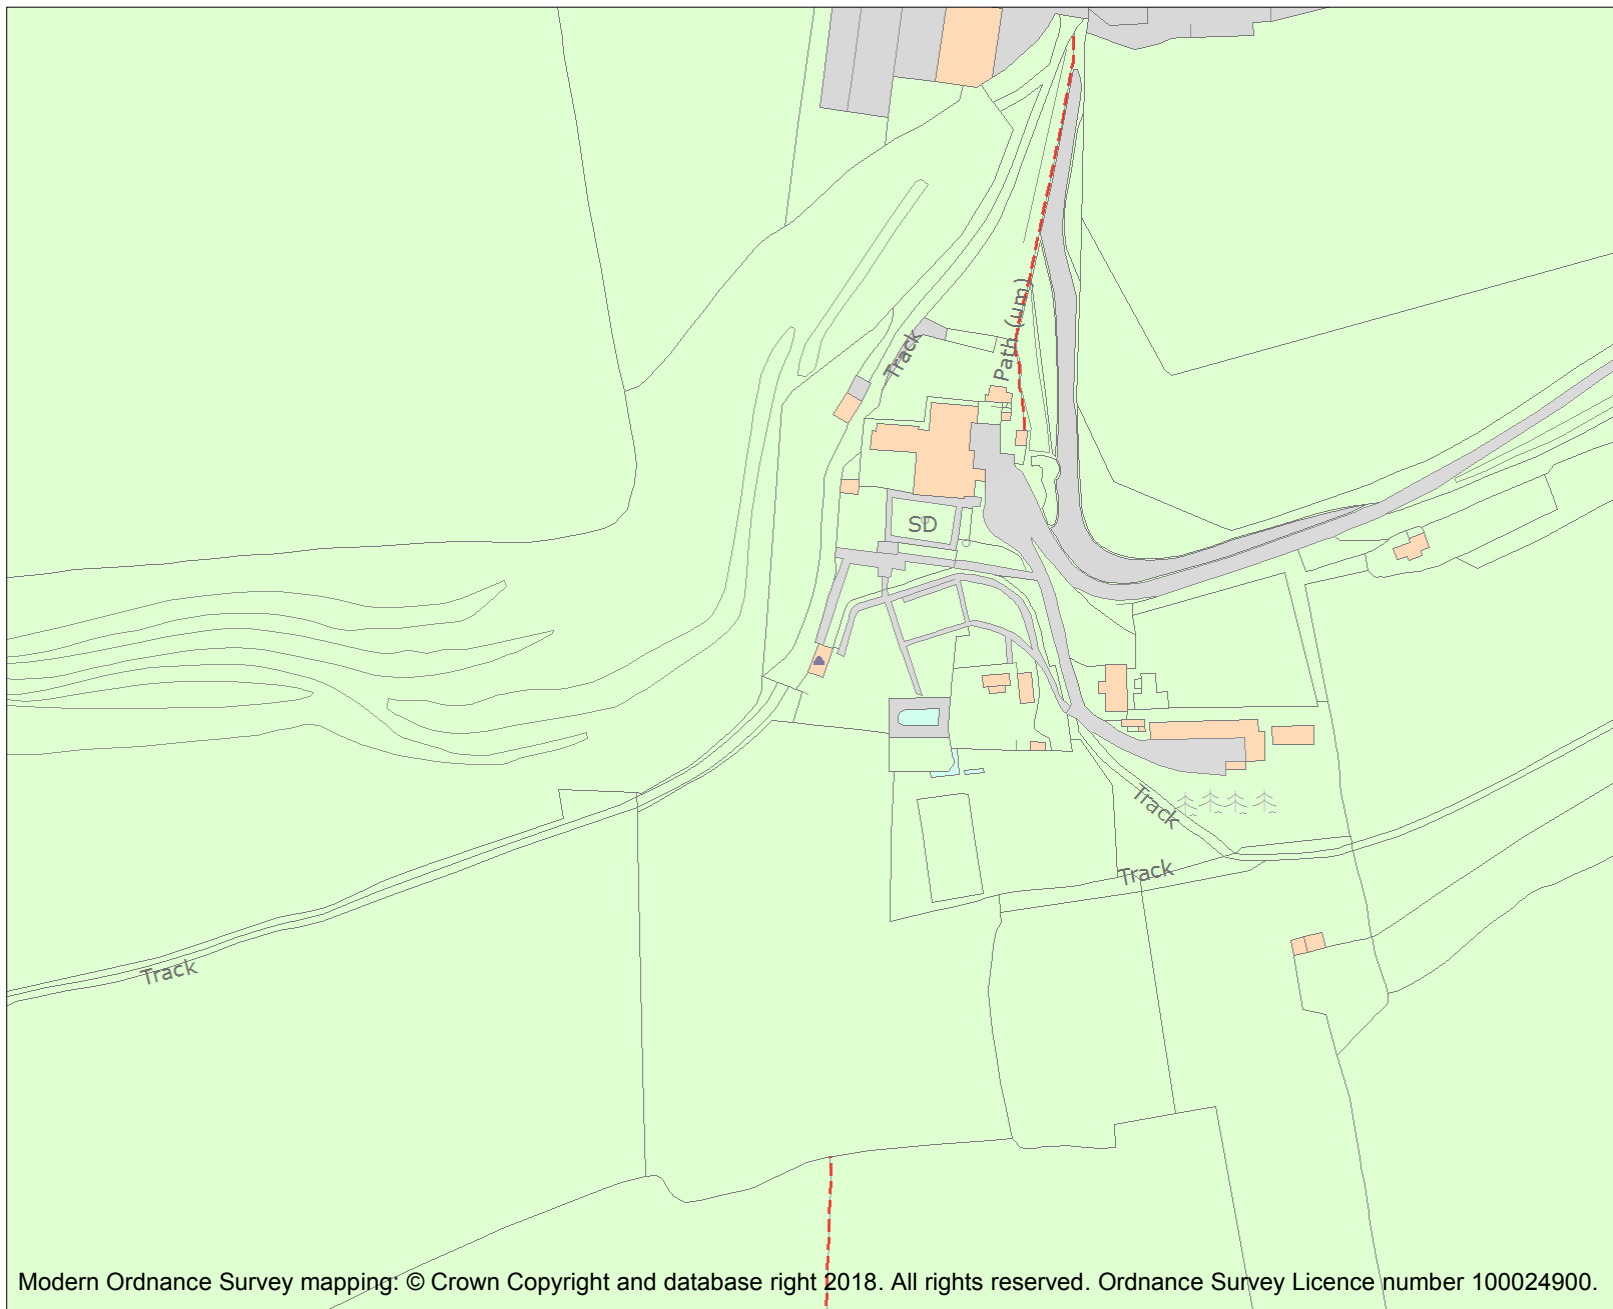 Path (um)
Track
SD
Track
Track
Track
Modern Ordnance Survey mapping: © Crown Copyright and database right 2018. All rights reserved. Ordnance Survey Licence number 100024900.